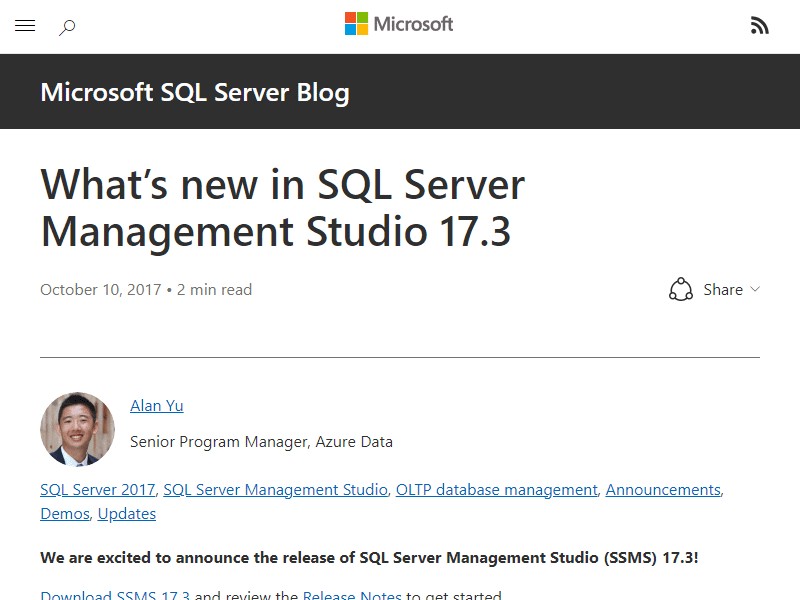 Microsoft
Microsoft SQL Server Blog
What’s new in SQL Server
Management Studio 17.3
October 10, 2017 • 2 min read
Share
Alan Yu
Senior Program Manager, Azure Data
SQL Server 2017, SQL Server Management Studio, OLTP database management, Announcements,
Demos, Updates
We are excited to announce the release of SQL Server Management Studio (SSMS) 17.3!
Download SSMS 17.3 and review the Release Notes to get started.